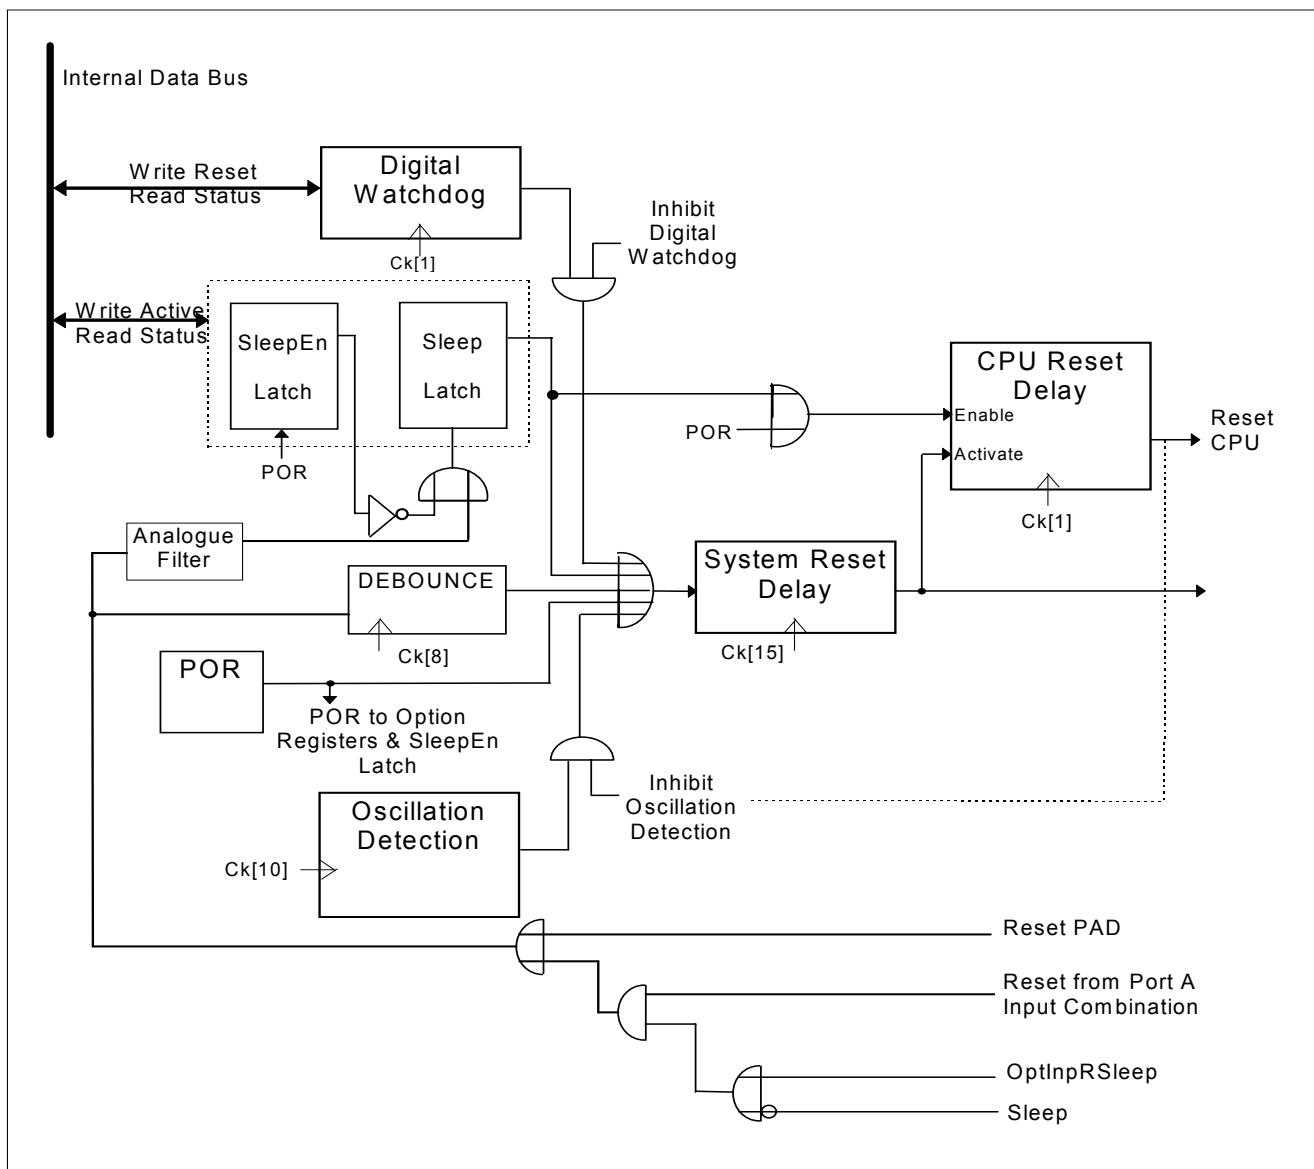 Internal Data Bus
Write Reset
Read Status
Digital
Watchdog
Ck[1]
Inhibit
Digital
Watchdog
Write Active
Read Status
SleepEn
Latch
Sleep
Latch
POR
CPU Reset
Delay
Enable
Activate
Ck[1]
Reset
CPU
POR
Analogue
Filter
DEBOUNCE
Ck[8]
System Reset
Delay
Ck[15]
POR
POR to Option
Registers & SleepEn
Latch
Inhibit
Oscillation
Detection
Oscillation
Detection
Ck[10]
Reset PAD
Reset from Port A
Input Combination
OptInpRSleep
Sleep